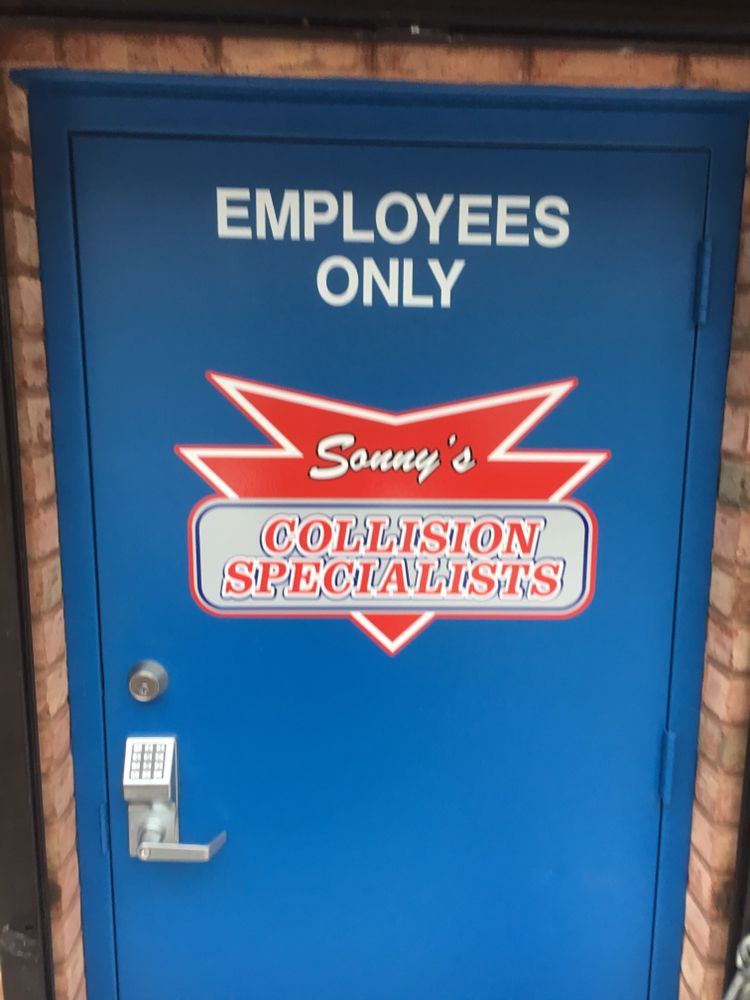 EMPLOYEES
ONLY
Sonny's
COLLISION
SPECIALISTS